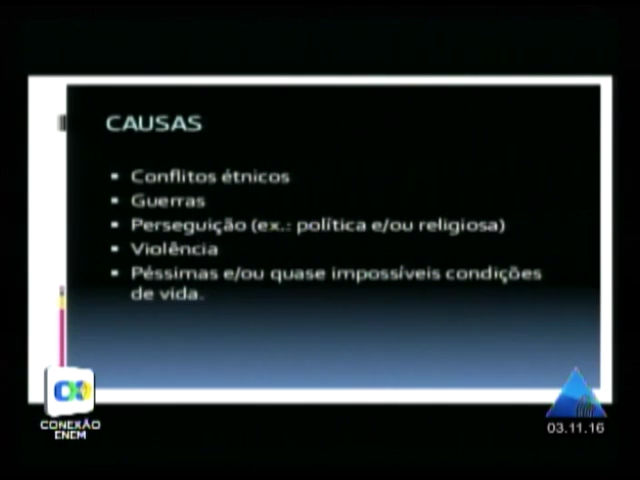 CAUSAS
▪ Conflitos étnicos
▪ Guerras
▪ Perseguição (ex.: política e/ou religiosa)
▪ Violência
▪ Péssimas e/ou quase impossíveis condições
de vida.
CONEXÃO
ENEM
03.11.16